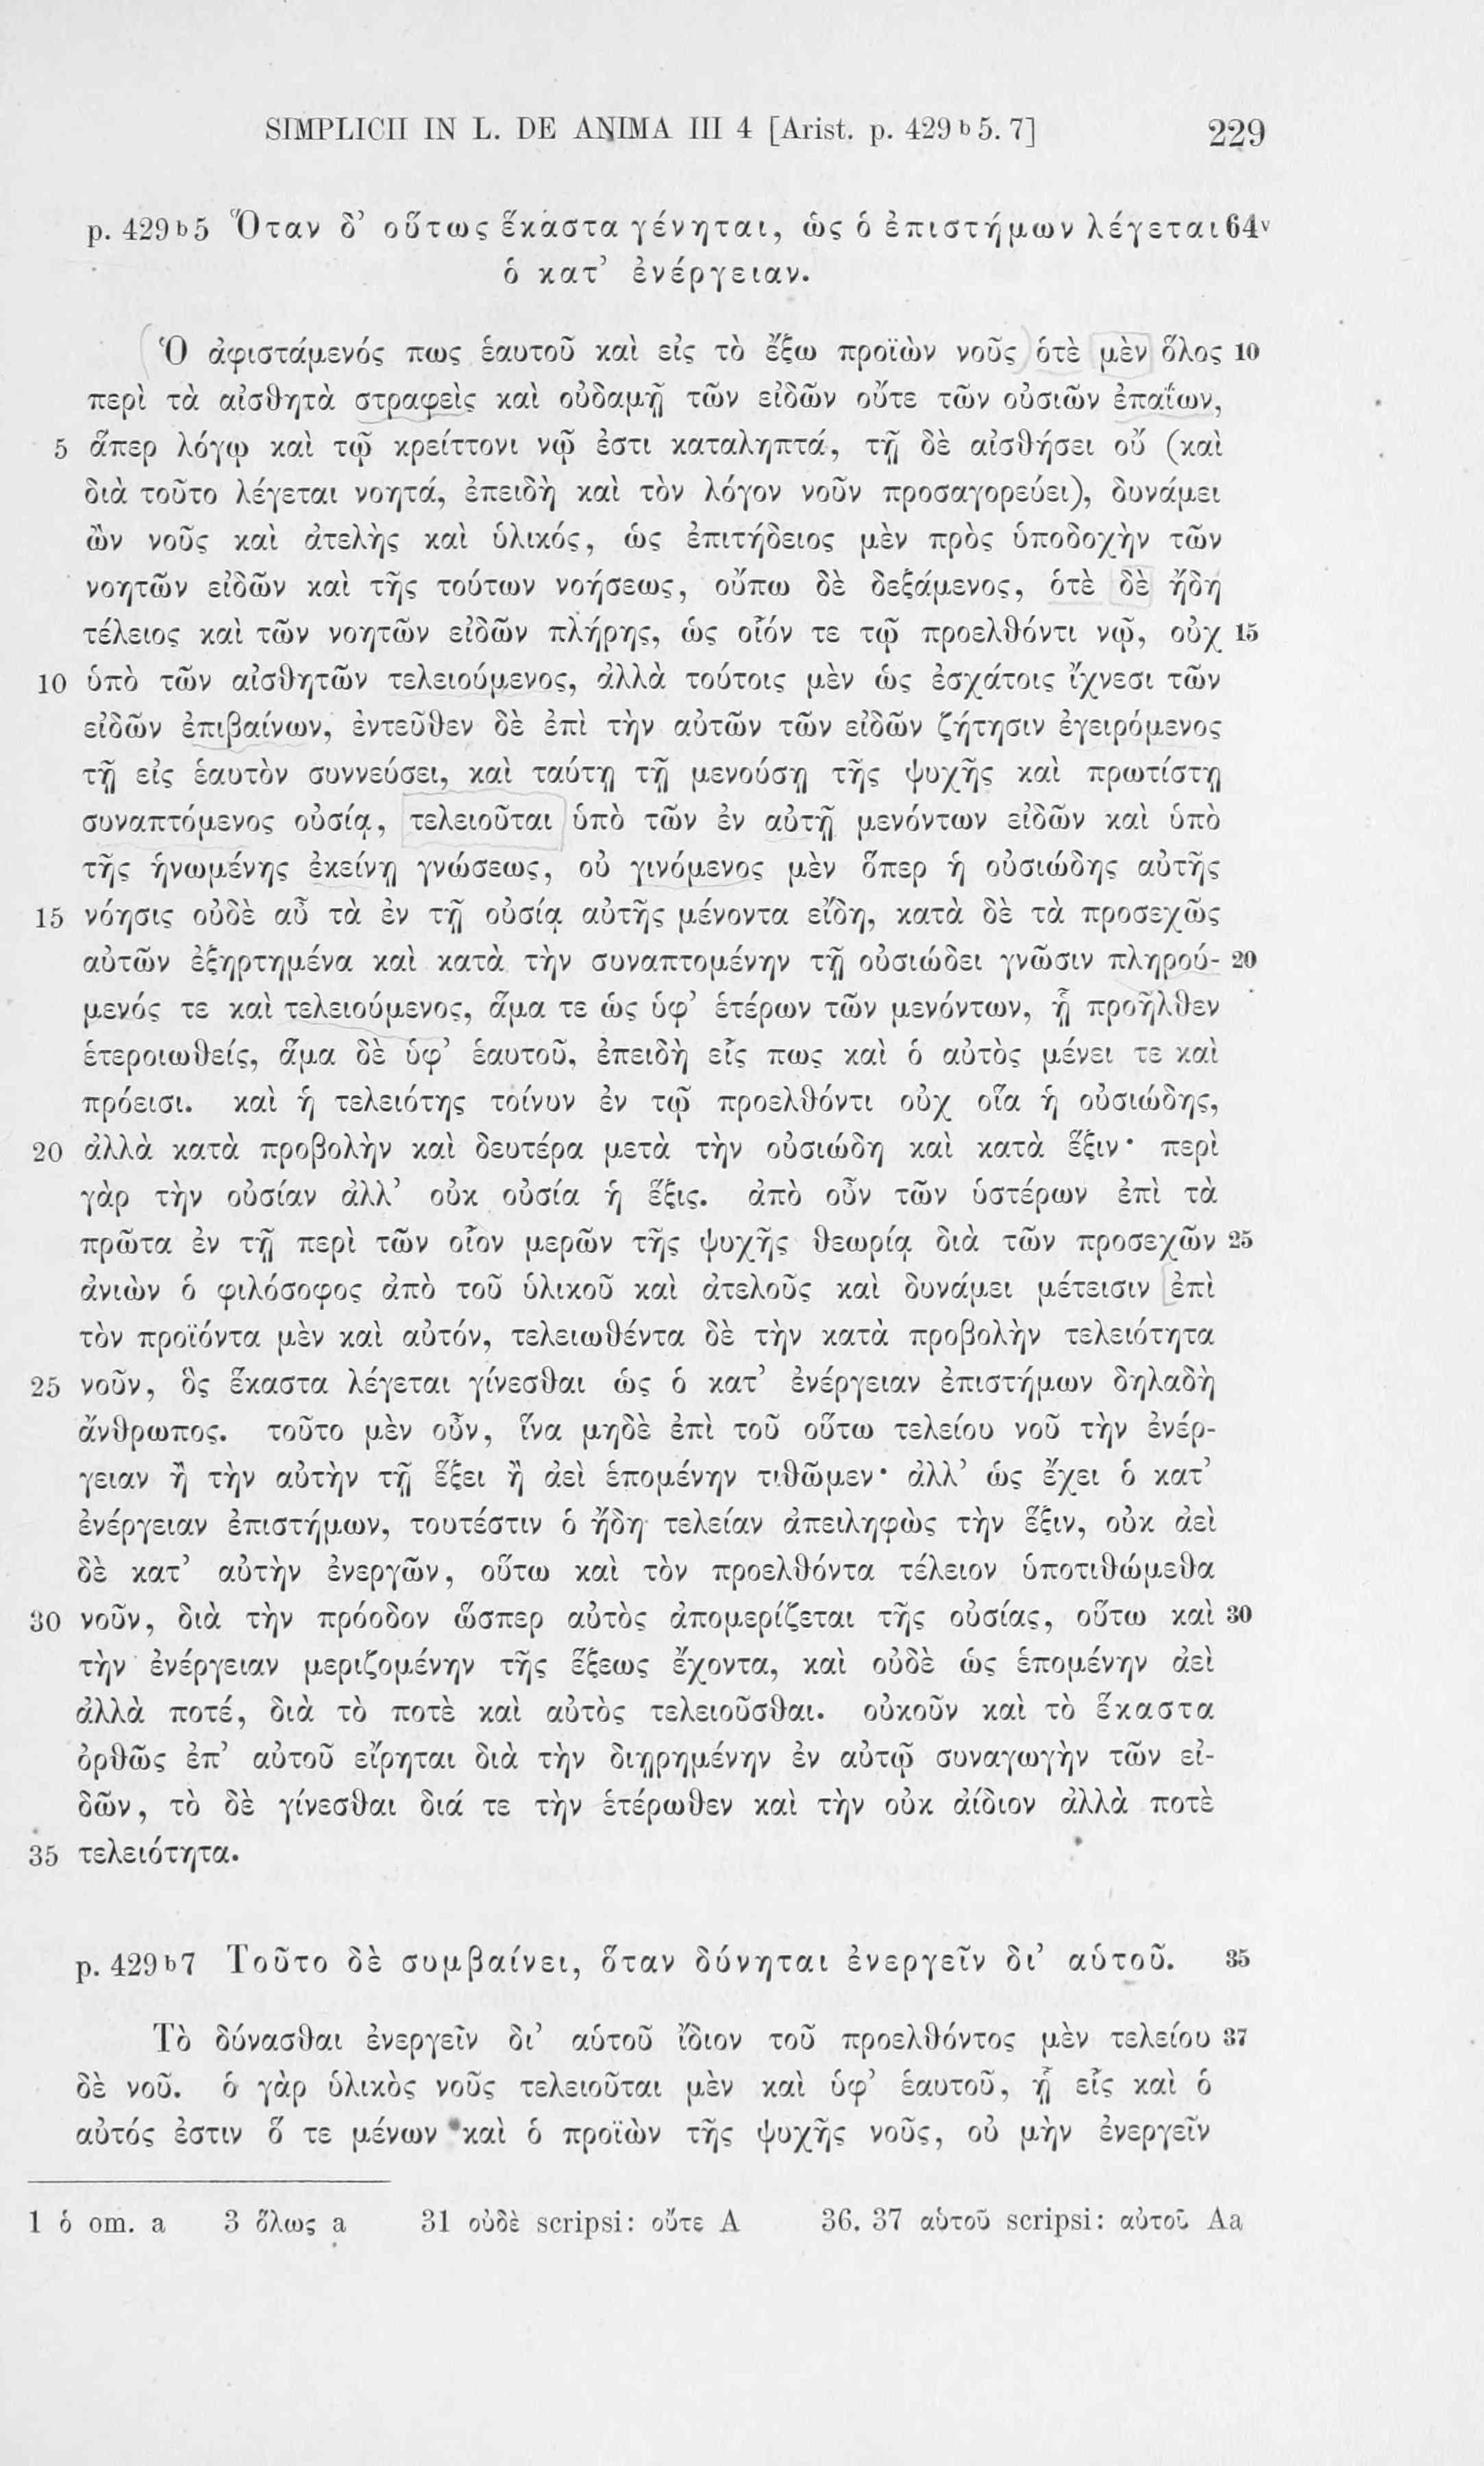 SIMPLICII IN L. DE ANIMA III 4 [Arist. p. 429 b 5. 7] 229
p. 429 b 5 Ὅταν δ’ οὕτως ἕκαστα γένηται, ὡς ὁ ἐπιστήμων λέγεται 64v
ὁ κατ’ ἐνέργειαν.
Ὁ ἀφιστάμενός πως ἑαυτοῦ καὶ εἰς τὸ ἔξω προϊὼν νοῦς ὁτὲ μὲν ὅλος 10
περὶ τὰ αἰσθητὰ στραφεὶς καὶ οὐδαμῇ τῶν εἰδῶν οὔτε τῶν οὐσιῶν ἐπαΐων,
5 ἅπερ λόγῳ καὶ τῷ κρείττονι νῷ ἐστι καταληπτά, τῇ δὲ αἰσθήσει οὔ (καὶ
διὰ τοῦτο λέγεται νοητά, ἐπειδὴ καὶ τὸν λόγον νοῦν προσαγορεύει), δυνάμει
ὢν νοῦς καὶ ἀτελὴς καὶ ὑλικός, ὡς ἐπιτήδειος μὲν πρὸς ὑποδοχὴν τῶν
νοητῶν εἰδῶν καὶ τῆς τούτων νοήσεως, οὔπω δὲ δεξάμενος, ὁτὲ δὲ ἤδη
τέλειος καὶ τῶν νοητῶν εἰδῶν πλήρης, ὡς οἷόν τε τῷ προελθόντι νῷ, οὐχ 15
10 ὑπὸ τῶν αἰσθητῶν τελειούμενος, ἀλλὰ τούτοις μὲν ὡς ἐσχάτοις ἴχνεσι τῶν
εἰδῶν ἐπιβαίνων, ἐντεῦθεν δὲ ἐπὶ τὴν αὐτῶν τῶν εἰδῶν ζήτησιν ἐγειρόμενος
τῇ εἰς ἑαυτὸν συννεύσει, καὶ ταύτῃ τῇ μενούσῃ τῆς ψυχῆς καὶ πρωτίστῃ
συναπτόμενος οὐσίᾳ, τελειοῦται ὑπὸ τῶν ἐν αὐτῇ μενόντων εἰδῶν καὶ ὑπὸ
τῆς ἡνωμένης ἐκείνῃ γνώσεως, οὐ γινόμενος μὲν ὅπερ ἡ οὐσιώδης αὐτῆς
15 νόησις οὐδὲ αὖ τὰ ἐν τῇ οὐσίᾳ αὐτῆς μένοντα εἴδη, κατὰ δὲ τὰ προσεχῶς
αὐτῶν ἐξηρτημένα καὶ κατὰ τὴν συναπτομένην τῇ οὐσιώδει γνῶσιν πληρού- 20
μενός τε καὶ τελειούμενος, ἅμα τε ὡς ὑφ’ ἑτέρων τῶν μενόντων, ᾗ προῆλθεν
ἑτεροιωθείς, ἅμα δὲ ὑφ’ ἑαυτοῦ, ἐπειδὴ εἷς πως καὶ ὁ αὐτὸς μένει τε καὶ
πρόεισι. καὶ ἡ τελειότης τοίνυν ἐν τῷ προελθόντι οὐχ οἵα ἡ οὐσιώδης,
20 ἀλλὰ κατὰ προβολὴν καὶ δευτέρα μετὰ τὴν οὐσιώδη καὶ κατὰ ἕξιν· περὶ
γὰρ τὴν οὐσίαν ἀλλ’ οὐκ οὐσία ἡ ἕξις. ἀπὸ οὖν τῶν ὑστέρων ἐπὶ τὰ
πρῶτα ἐν τῇ περὶ τῶν οἷον μερῶν τῆς ψυχῆς θεωρίᾳ διὰ τῶν προσεχῶν 25
ἀνιὼν ὁ φιλόσοφος ἀπὸ τοῦ ὑλικοῦ καὶ ἀτελοῦς καὶ δυνάμει μέτεισιν ἐπὶ
τὸν προϊόντα μὲν καὶ αὐτόν, τελειωθέντα δὲ τὴν κατὰ προβολὴν τελειότητα
25 νοῦν, ὃς ἕκαστα λέγεται γίνεσθαι ὡς ὁ κατ’ ἐνέργειαν ἐπιστήμων δηλαδὴ
ἄνθρωπος. τοῦτο μὲν οὖν, ἵνα μηδὲ ἐπὶ τοῦ οὕτω τελείου νοῦ τὴν ἐνέρ-
γειαν ἢ τὴν αὐτὴν τῇ ἕξει ἢ ἀεὶ ἑπομένην τιθῶμεν· ἀλλ’ ὡς ἔχει ὁ κατ’
ἐνέργειαν ἐπιστήμων, τουτέστιν ὁ ἤδη τελείαν ἀπειληφὼς τὴν ἕξιν, οὐκ ἀεὶ
δὲ κατ’ αὐτὴν ἐνεργῶν, οὕτω καὶ τὸν προελθόντα τέλειον ὑποτιθώμεθα
30 νοῦν, διὰ τὴν πρόοδον ὥσπερ αὐτὸς ἀπομερίζεται τῆς οὐσίας, οὕτω καὶ 30
τὴν ἐνέργειαν μεριζομένην τῆς ἕξεως ἔχοντα, καὶ οὐδὲ ὡς ἑπομένην ἀεὶ
ἀλλὰ ποτέ, διὰ τὸ ποτὲ καὶ αὐτὸς τελειοῦσθαι. οὐκοῦν καὶ τὸ ἕκαστα
ὀρθῶς ἐπ’ αὐτοῦ εἴρηται διὰ τὴν διῃρημένην ἐν αὐτῷ συναγωγὴν τῶν εἰ-
δῶν, τὸ δὲ γίνεσθαι διά τε τὴν ἑτέρωθεν καὶ τὴν οὐκ ἀίδιον ἀλλὰ ποτὲ
35 τελειότητα.
p. 429 b 7 Τοῦτο δὲ συμβαίνει, ὅταν δύνηται ἐνεργεῖν δι’ αὑτοῦ. 35
Τὸ δύνασθαι ἐνεργεῖν δι’ αὑτοῦ ἴδιον τοῦ προελθόντος μὲν τελείου 37
δὲ νοῦ. ὁ γὰρ ὑλικὸς νοῦς τελειοῦται μὲν καὶ ὑφ’ ἑαυτοῦ, ᾗ εἷς καὶ ὁ
αὐτός ἐστιν ὅ τε μένων καὶ ὁ προϊὼν τῆς ψυχῆς νοῦς, οὐ μὴν ἐνεργεῖν
1 ὁ om. a 3 ὅλως a 31 οὐδὲ scripsi: οὔτε A 36. 37 αὑτοῦ scripsi: αὐτοῦ Aa